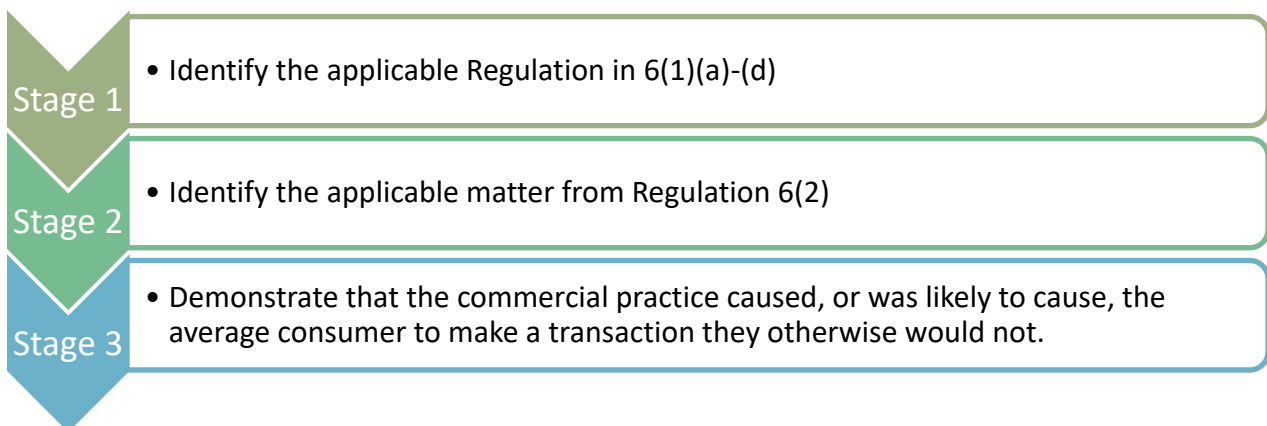 Stage 1
• Identify the applicable Regulation in 6(1)(a)-(d)
Stage 2
• Identify the applicable matter from Regulation 6(2)
Stage 3
• Demonstrate that the commercial practice caused, or was likely to cause, the
average consumer to make a transaction they otherwise would not.